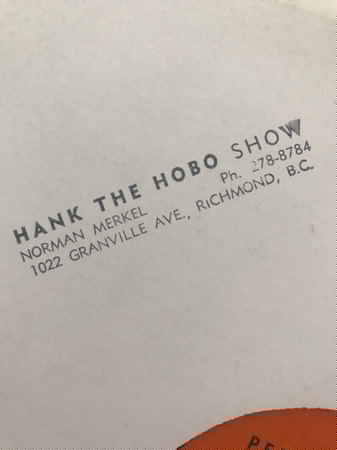 HANK THE HOBO SHOW
NORMAN MERKEL Ph. 278-8784
1022 GRANVILLE AVE., RICHMOND, B.C.